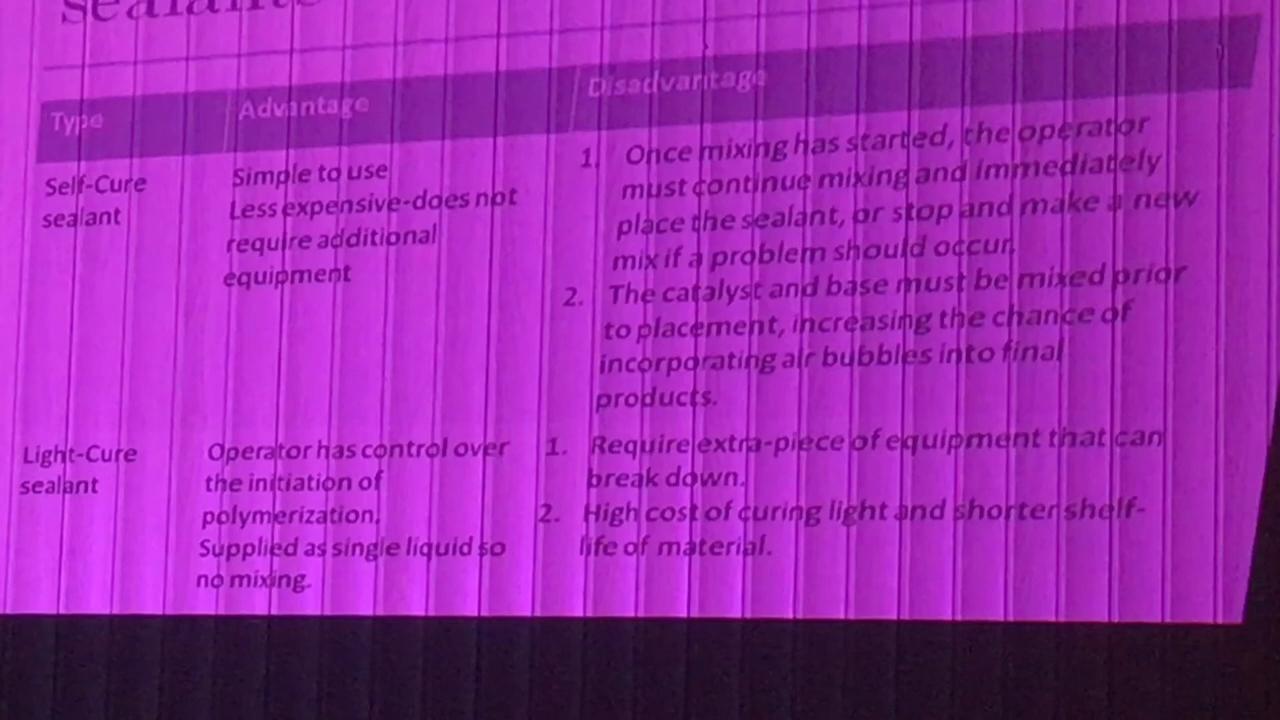 sealants
Type Advantage Disadvantage
Self-Cure
sealant
Simple to use
Less expensive-does not
require additional
equipment
1. Once mixing has started, the operator
must continue mixing and immediately
place the sealant, or stop and make a new
mix if a problem should occur.
2. The catalyst and base must be mixed prior
to placement, increasing the chance of
incorporating air bubbles into final
products.
Light-Cure
sealant
Operator has control over
the initiation of
polymerization.
Supplied as single liquid so
no mixing.
1. Require extra-piece of equipment that can
break down.
2. High cost of curing light and shorter shelf-
life of material.